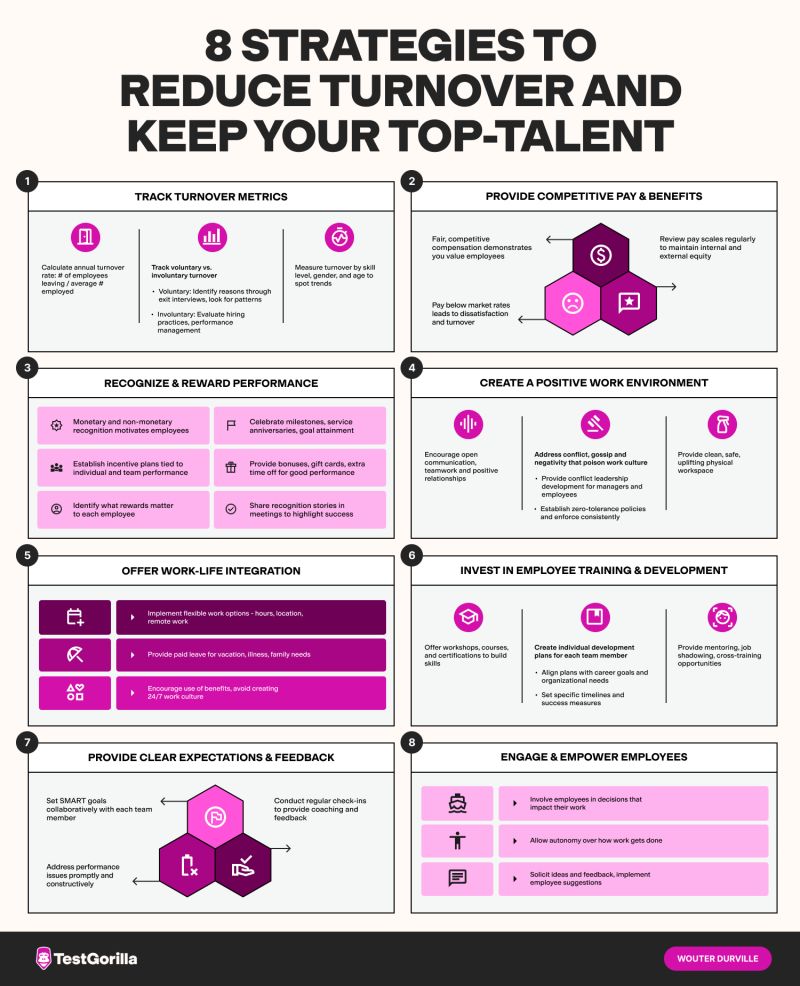 8 STRATEGIES TO
REDUCE TURNOVER AND
KEEP YOUR TOP-TALENT
1
TRACK TURNOVER METRICS
Calculate annual turnover
rate: # of employees
leaving / average #
employed
Track voluntary vs.
involuntary turnover
• Voluntary: Identify reasons through
exit interviews, look for patterns
• Involuntary: Evaluate hiring
practices, performance
management
Measure turnover by skill
level, gender, and age to
spot trends
2
PROVIDE COMPETITIVE PAY & BENEFITS
Fair, competitive
compensation demonstrates
you value employees
Pay below market rates
leads to dissatisfaction
and turnover
Review pay scales regularly
to maintain internal and
external equity
3
RECOGNIZE & REWARD PERFORMANCE
Monetary and non-monetary
recognition motivates employees
Celebrate milestones, service
anniversaries, goal attainment
Establish incentive plans tied to
individual and team performance
Provide bonuses, gift cards, extra
time off for good performance
Identify what rewards matter
to each employee
Share recognition stories in
meetings to highlight success
4
CREATE A POSITIVE WORK ENVIRONMENT
Encourage open
communication,
teamwork and positive
relationships
Address conflict, gossip and
negativity that poison work culture
• Provide conflict leadership
development for managers and
employees
• Establish zero-tolerance policies
and enforce consistently
Provide clean, safe,
uplifting physical
workspace
5
OFFER WORK-LIFE INTEGRATION
Implement flexible work options - hours, location,
remote work
Provide paid leave for vacation, illness, family needs
Encourage use of benefits, avoid creating
24/7 work culture
6
INVEST IN EMPLOYEE TRAINING & DEVELOPMENT
Offer workshops, courses,
and certifications to build
skills
Create individual development
plans for each team member
• Align plans with career goals and
organizational needs
• Set specific timelines and
success measures
Provide mentoring, job
shadowing, cross-training
opportunities
7
PROVIDE CLEAR EXPECTATIONS & FEEDBACK
Set SMART goals
collaboratively with each team
member
Address performance
issues promptly and
constructively
Conduct regular check-ins
to provide coaching and
feedback
8
ENGAGE & EMPOWER EMPLOYEES
Involve employees in decisions that
impact their work
Allow autonomy over how work gets done
Solicit ideas and feedback, implement
employee suggestions
TestGorilla
WOUTER DURVILLE